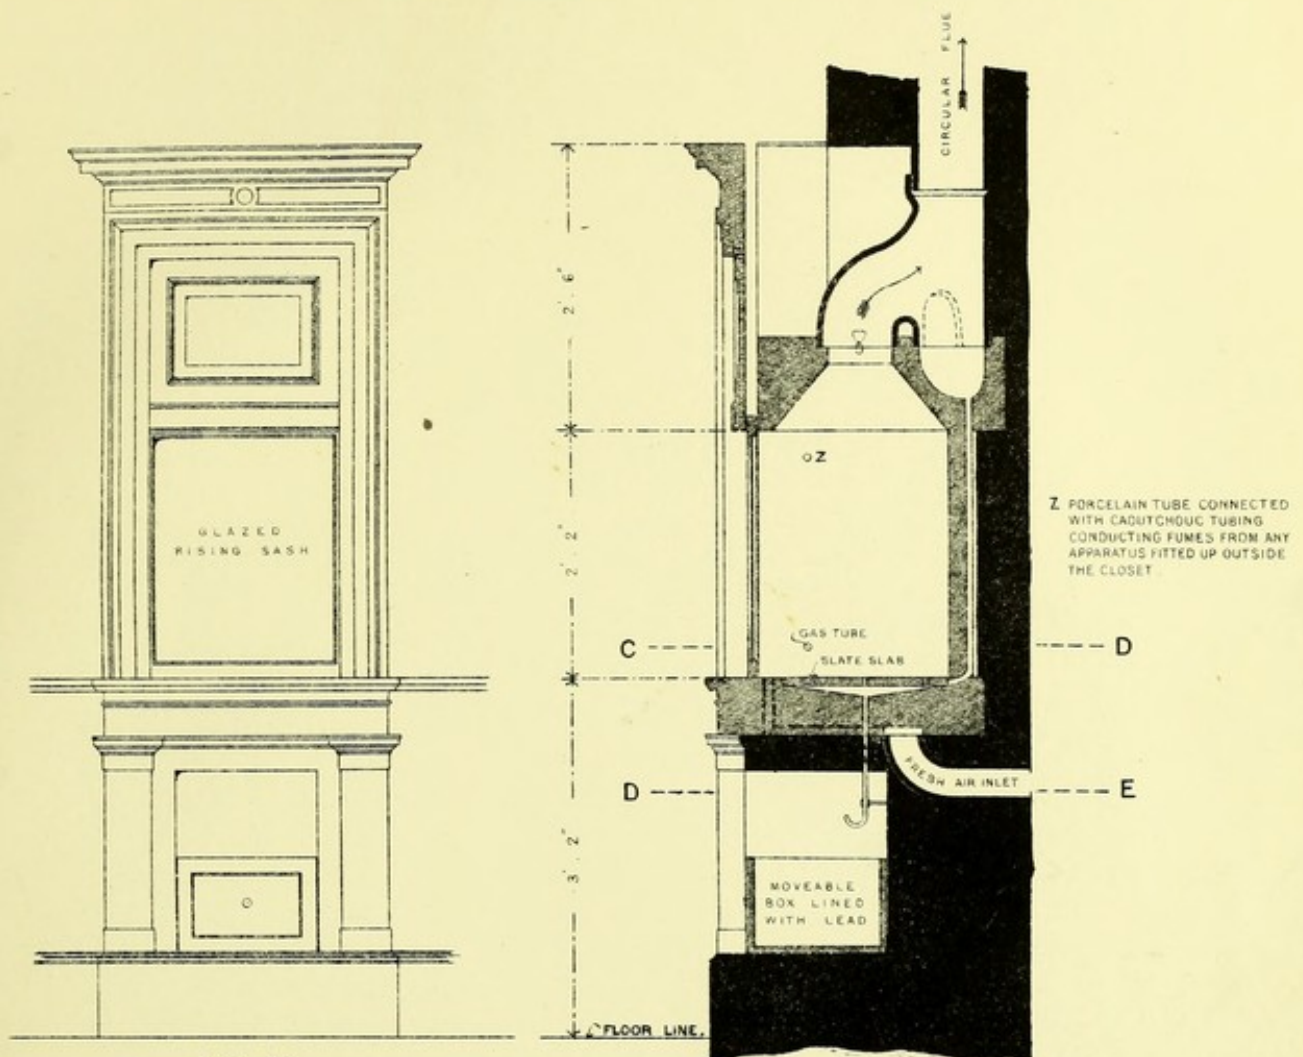 CIRCULAR FLUE
2'. 6"
Z
GLAZED
RISING SASH
2'. 2"
Z PORCELAIN TUBE CONNECTED
WITH CAOUTCHOUC TUBING
CONDUCTING FUMES FROM ANY
APPARATUS FITTED UP OUTSIDE
THE CLOSET.
GAS TUBE
C
D
SLATE SLAB
FRESH AIR INLET
D
E
3'. 2"
MOVEABLE
BOX LINED
WITH LEAD
FLOOR LINE.